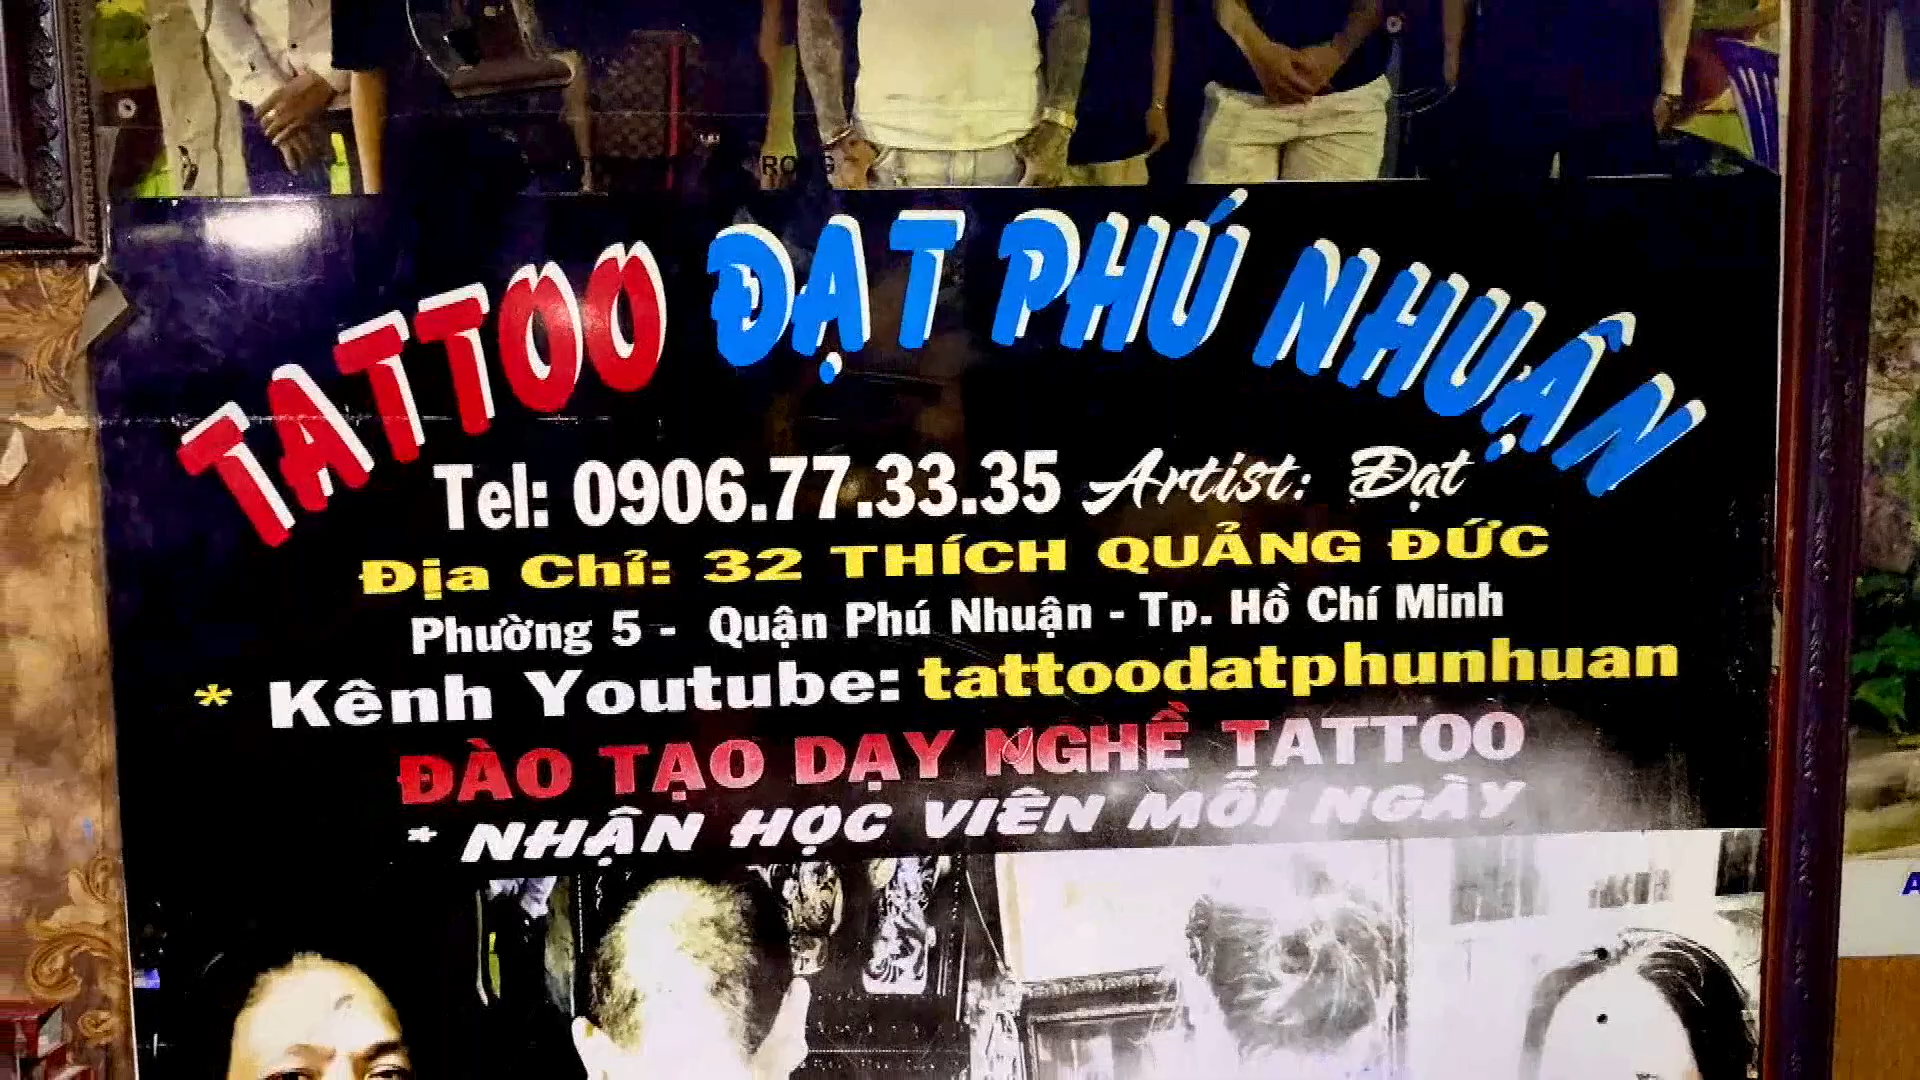 TATTOO ĐẠT PHÚ NHUẬN
Tel: 0906.77.33.35 Artist: Đạt
Địa Chỉ: 32 THÍCH QUẢNG ĐỨC
Phường 5 - Quận Phú Nhuận - Tp. Hồ Chí Minh
* Kênh Youtube: tattoodatphunhuan
ĐÀO TẠO DẠY NGHỀ TATTOO
* NHẬN HỌC VIÊN MỖI NGÀY